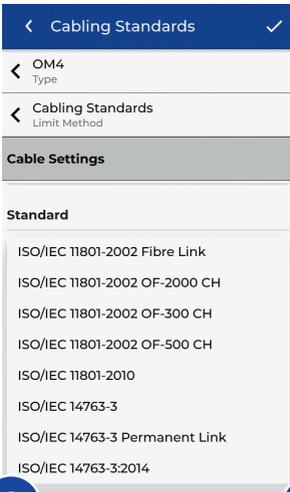 Cabling Standards
OM4
Type
Cabling Standards
Limit Method
Cable Settings
Standard
ISO/IEC 11801-2002 Fibre Link
ISO/IEC 11801-2002 OF-2000 CH
ISO/IEC 11801-2002 OF-300 CH
ISO/IEC 11801-2002 OF-500 CH
ISO/IEC 11801-2010
ISO/IEC 14763-3
ISO/IEC 14763-3 Permanent Link
ISO/IEC 14763-3:2014